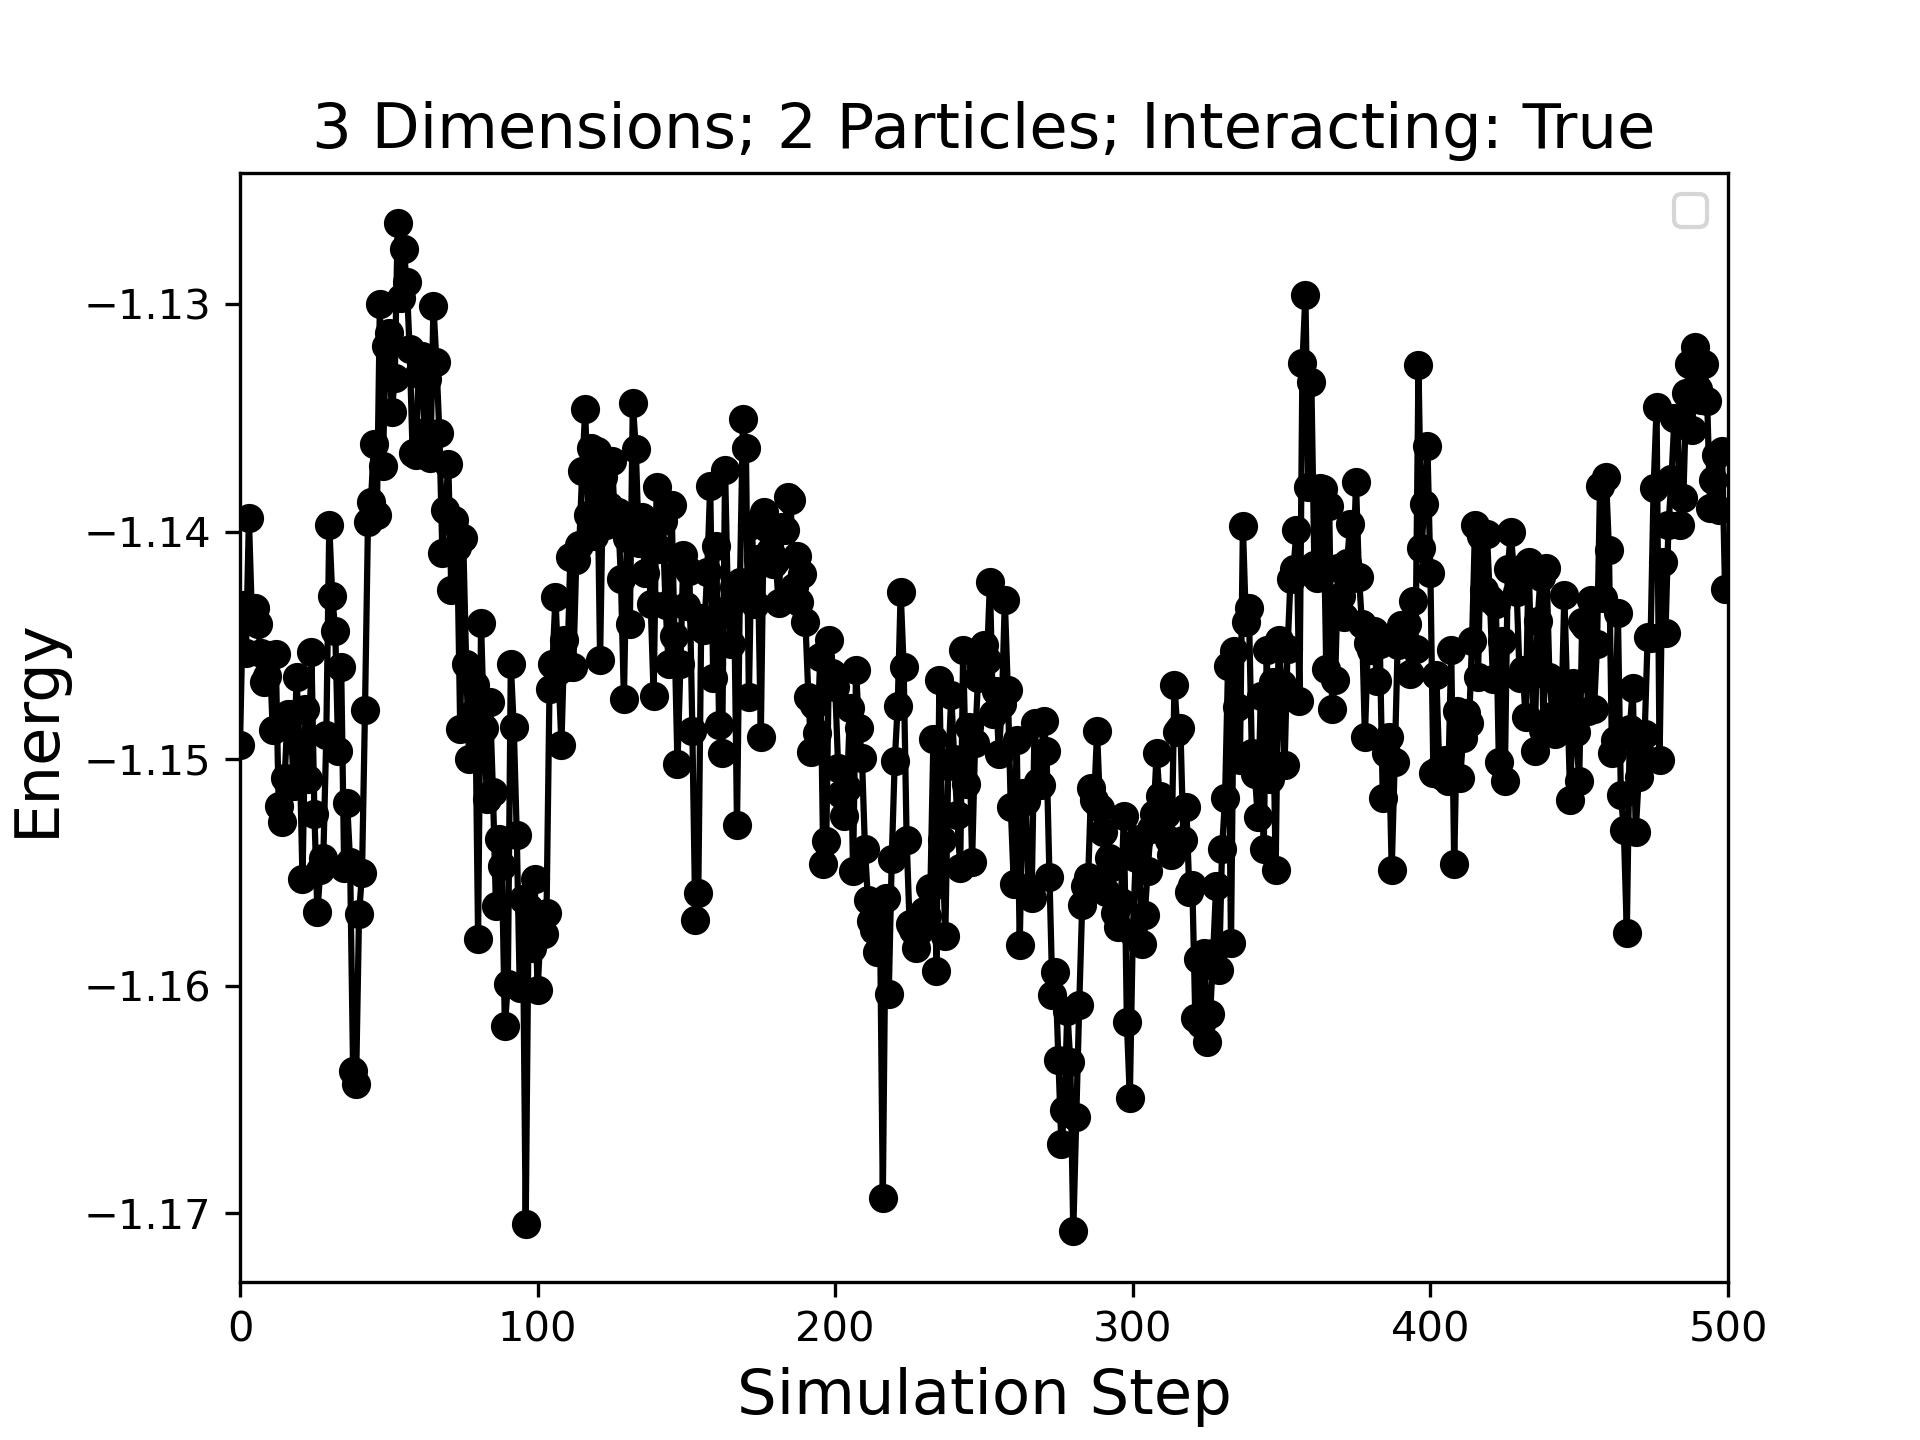 3 Dimensions; 2 Particles; Interacting: True
Energy
−1.13
−1.14
−1.15
−1.16
−1.17
0 100 200 300 400 500
Simulation Step